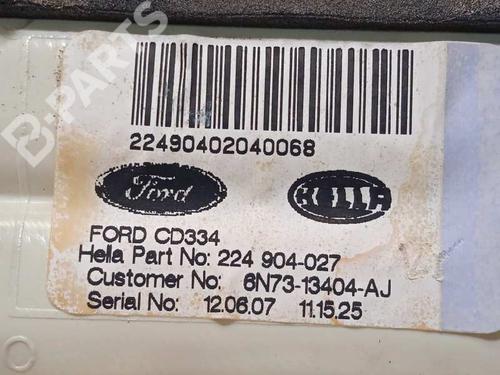 B-PARTS
22490402040068
Ford HELLA
FORD CD334
Hella Part No: 224 904-027
Customer No: 6N73-13404-AJ
Serial No: 12.06.07 11.15.25